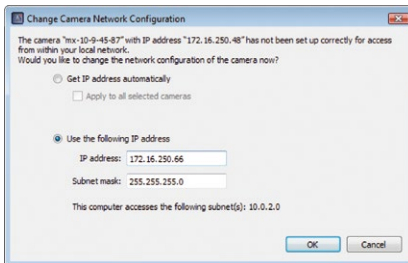 Change Camera Network Configuration
The camera "mx-10-9-45-87" with IP address "172.16.250.48" has not been set up correctly for access
from within your local network.
Would you like to change the network configuration of the camera now?
Get IP address automatically
Apply to all selected cameras
Use the following IP address
IP address: 172.16.250.66
Subnet mask: 255.255.255.0
This computer accesses the following subnet(s): 10.0.2.0
OK Cancel